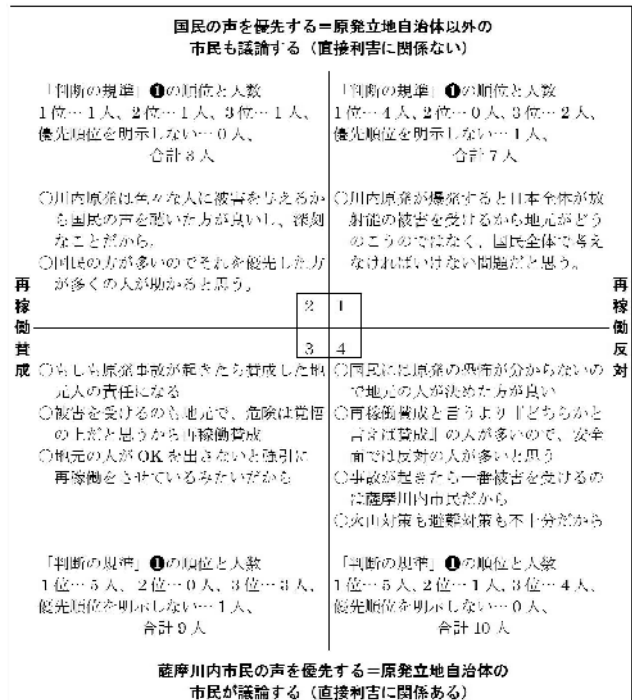 国民の声を優先する＝原発立地自治体以外の
市民も議論する（直接利害に関係ない）
「判断の規準」❶の順位と人数
1位…1人、2位…1人、3位…1人、
優先順位を明示しない…0人、
合計3人
○川内原発は色々な人に被害を与えるか
ら国民の声を聴いた方が良いし、深刻
なことだから。
○国民の方が多いのでそれを優先した方
が多くの人が助かると思う。
「判断の規準」❶の順位と人数
1位…4人、2位…0人、3位…2人、
優先順位を明示しない…1人、
合計7人
○川内原発が爆発すると日本全体が放
射能の被害を受けるから地元がどう
のこうのではなく、国民全体で考え
なければいけない問題だと思う。
再稼働賛成
2 1
3 4
再稼働反対
○もしも原発事故が起きたら賛成した地
元人の責任になる
○被害を受けるのも地元で、危険は覚悟
の上だと思うから再稼働賛成
○地元の人がOKを出さないと強引に
再稼働をさせているみたいだから
「判断の規準」❶の順位と人数
1位…5人、2位…0人、3位…3人、
優先順位を明示しない…1人、
合計9人
○国民には原発の恐怖が分からないの
で地元の人が決めた方が良い
○再稼働賛成と言うより『どちらかと
言えば賛成』の人が多いので、安全
面では反対の人が多いと思う
○事故が起きたら一番被害を受けるの
は薩摩川内市民だから
○火山対策も避難対策も不十分だから
「判断の規準」❶の順位と人数
1位…5人、2位…1人、3位…4人、
優先順位を明示しない…0人、
合計10人
薩摩川内市民の声を優先する＝原発立地自治体の
市民が議論する（直接利害に関係ある）